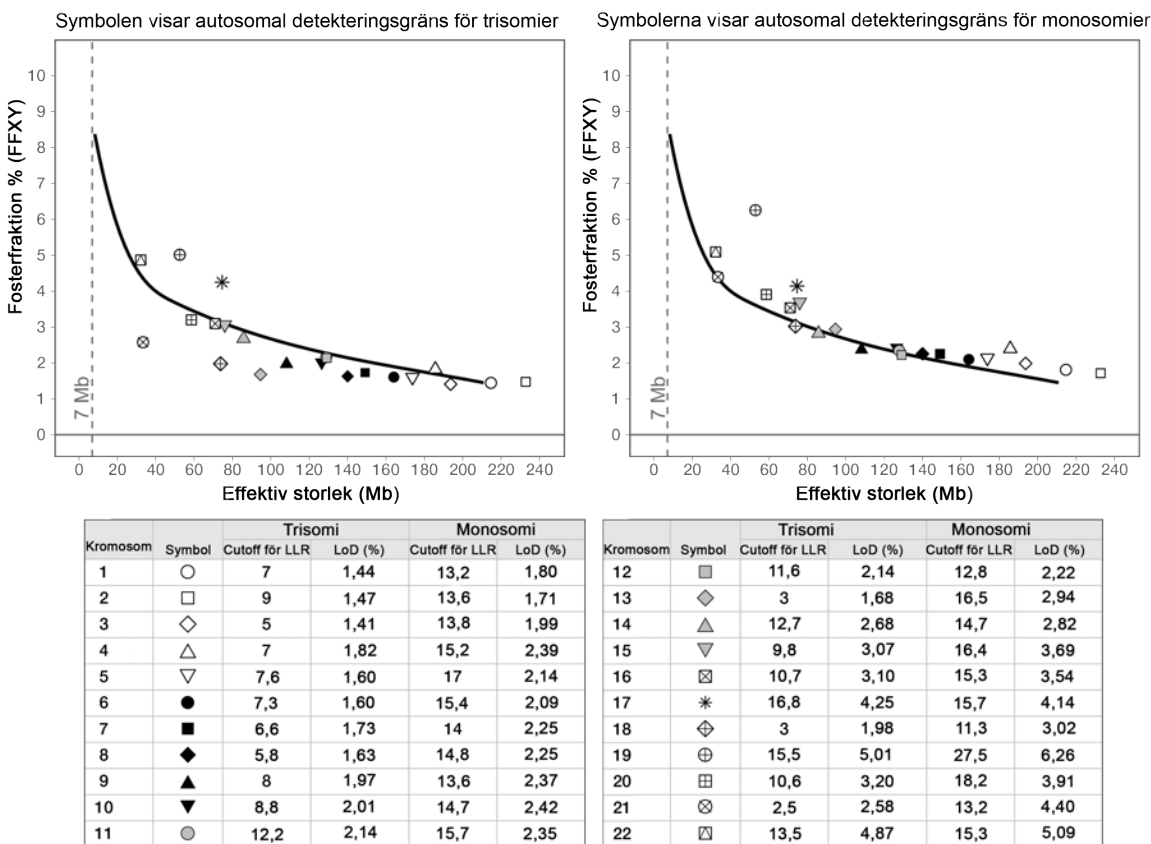 Symbolen visar autosomal detekteringsgräns för trisomier
Fosterfraktion % (FFXY)
10
9
8
7
6
5
4
3
2
1
0
7 Mb
0 20 40 60 80 100 120 140 160 180 200 220 240
Effektiv storlek (Mb)
Symbolerna visar autosomal detekteringsgräns för monosomier
Fosterfraktion % (FFXY)
10
9
8
7
6
5
4
3
2
1
0
7 Mb
0 20 40 60 80 100 120 140 160 180 200 220 240
Effektiv storlek (Mb)
Trisomi Monosomi
Kromosom Symbol Cutoff för LLR LoD (%) Cutoff för LLR LoD (%)
1 7 1,44 13,2 1,80
2 9 1,47 13,6 1,71
3 5 1,41 13,8 1,99
4 7 1,82 15,2 2,39
5 7,6 1,60 17 2,14
6 7,3 1,60 15,4 2,09
7 6,6 1,73 14 2,25
8 5,8 1,63 14,8 2,25
9 8 1,97 13,6 2,37
10 8,8 2,01 14,7 2,42
11 12,2 2,14 15,7 2,35
Trisomi Monosomi
Kromosom Symbol Cutoff för LLR LoD (%) Cutoff för LLR LoD (%)
12 11,6 2,14 12,8 2,22
13 3 1,68 16,5 2,94
14 12,7 2,68 14,7 2,82
15 9,8 3,07 16,4 3,69
16 10,7 3,10 15,3 3,54
17 16,8 4,25 15,7 4,14
18 3 1,98 11,3 3,02
19 15,5 5,01 27,5 6,26
20 10,6 3,20 18,2 3,91
21 2,5 2,58 13,2 4,40
22 13,5 4,87 15,3 5,09